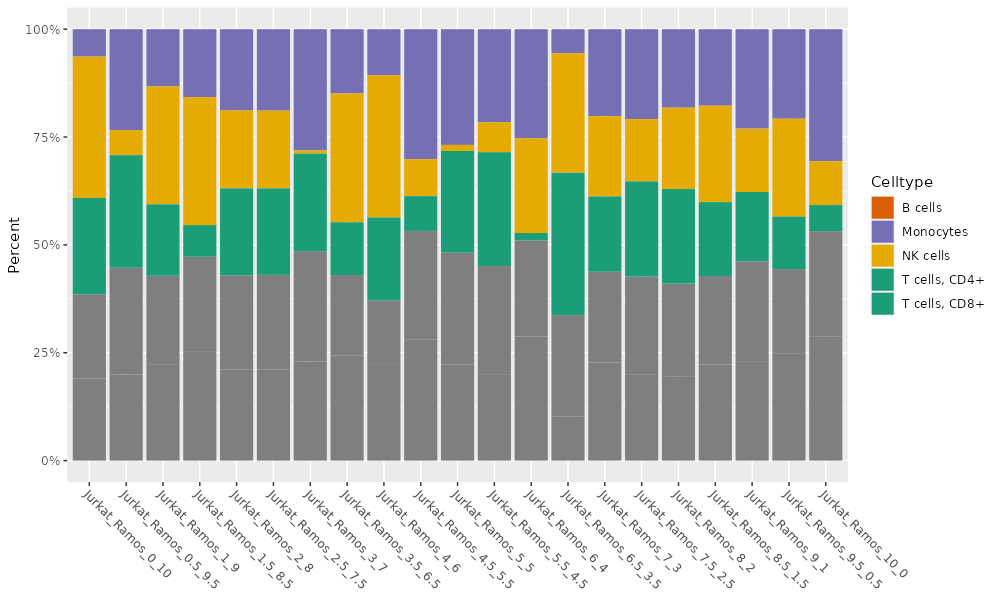 100%
75%
50%
25%
0%
Percent
Jurkat_Ramos_0_10
Jurkat_Ramos_0.5_9.5
Jurkat_Ramos_1_9
Jurkat_Ramos_1.5_8.5
Jurkat_Ramos_2_8
Jurkat_Ramos_2.5_7.5
Jurkat_Ramos_3_7
Jurkat_Ramos_3.5_6.5
Jurkat_Ramos_4_6
Jurkat_Ramos_4.5_5.5
Jurkat_Ramos_5_5
Jurkat_Ramos_5.5_4.5
Jurkat_Ramos_6_4
Jurkat_Ramos_6.5_3.5
Jurkat_Ramos_7_3
Jurkat_Ramos_7.5_2.5
Jurkat_Ramos_8_2
Jurkat_Ramos_8.5_1.5
Jurkat_Ramos_9_1
Jurkat_Ramos_9.5_0.5
Jurkat_Ramos_10_0
Celltype
B cells
Monocytes
NK cells
T cells, CD4+
T cells, CD8+